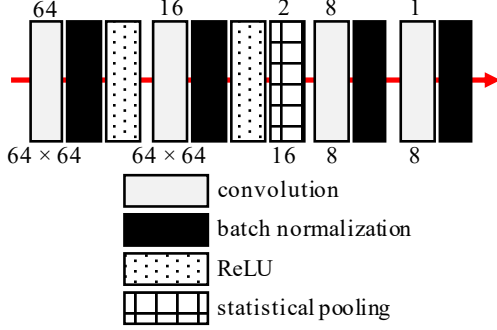 64 16 2 8 1
64 × 64 64 × 64 16 8 8
convolution
batch normalization
ReLU
statistical pooling